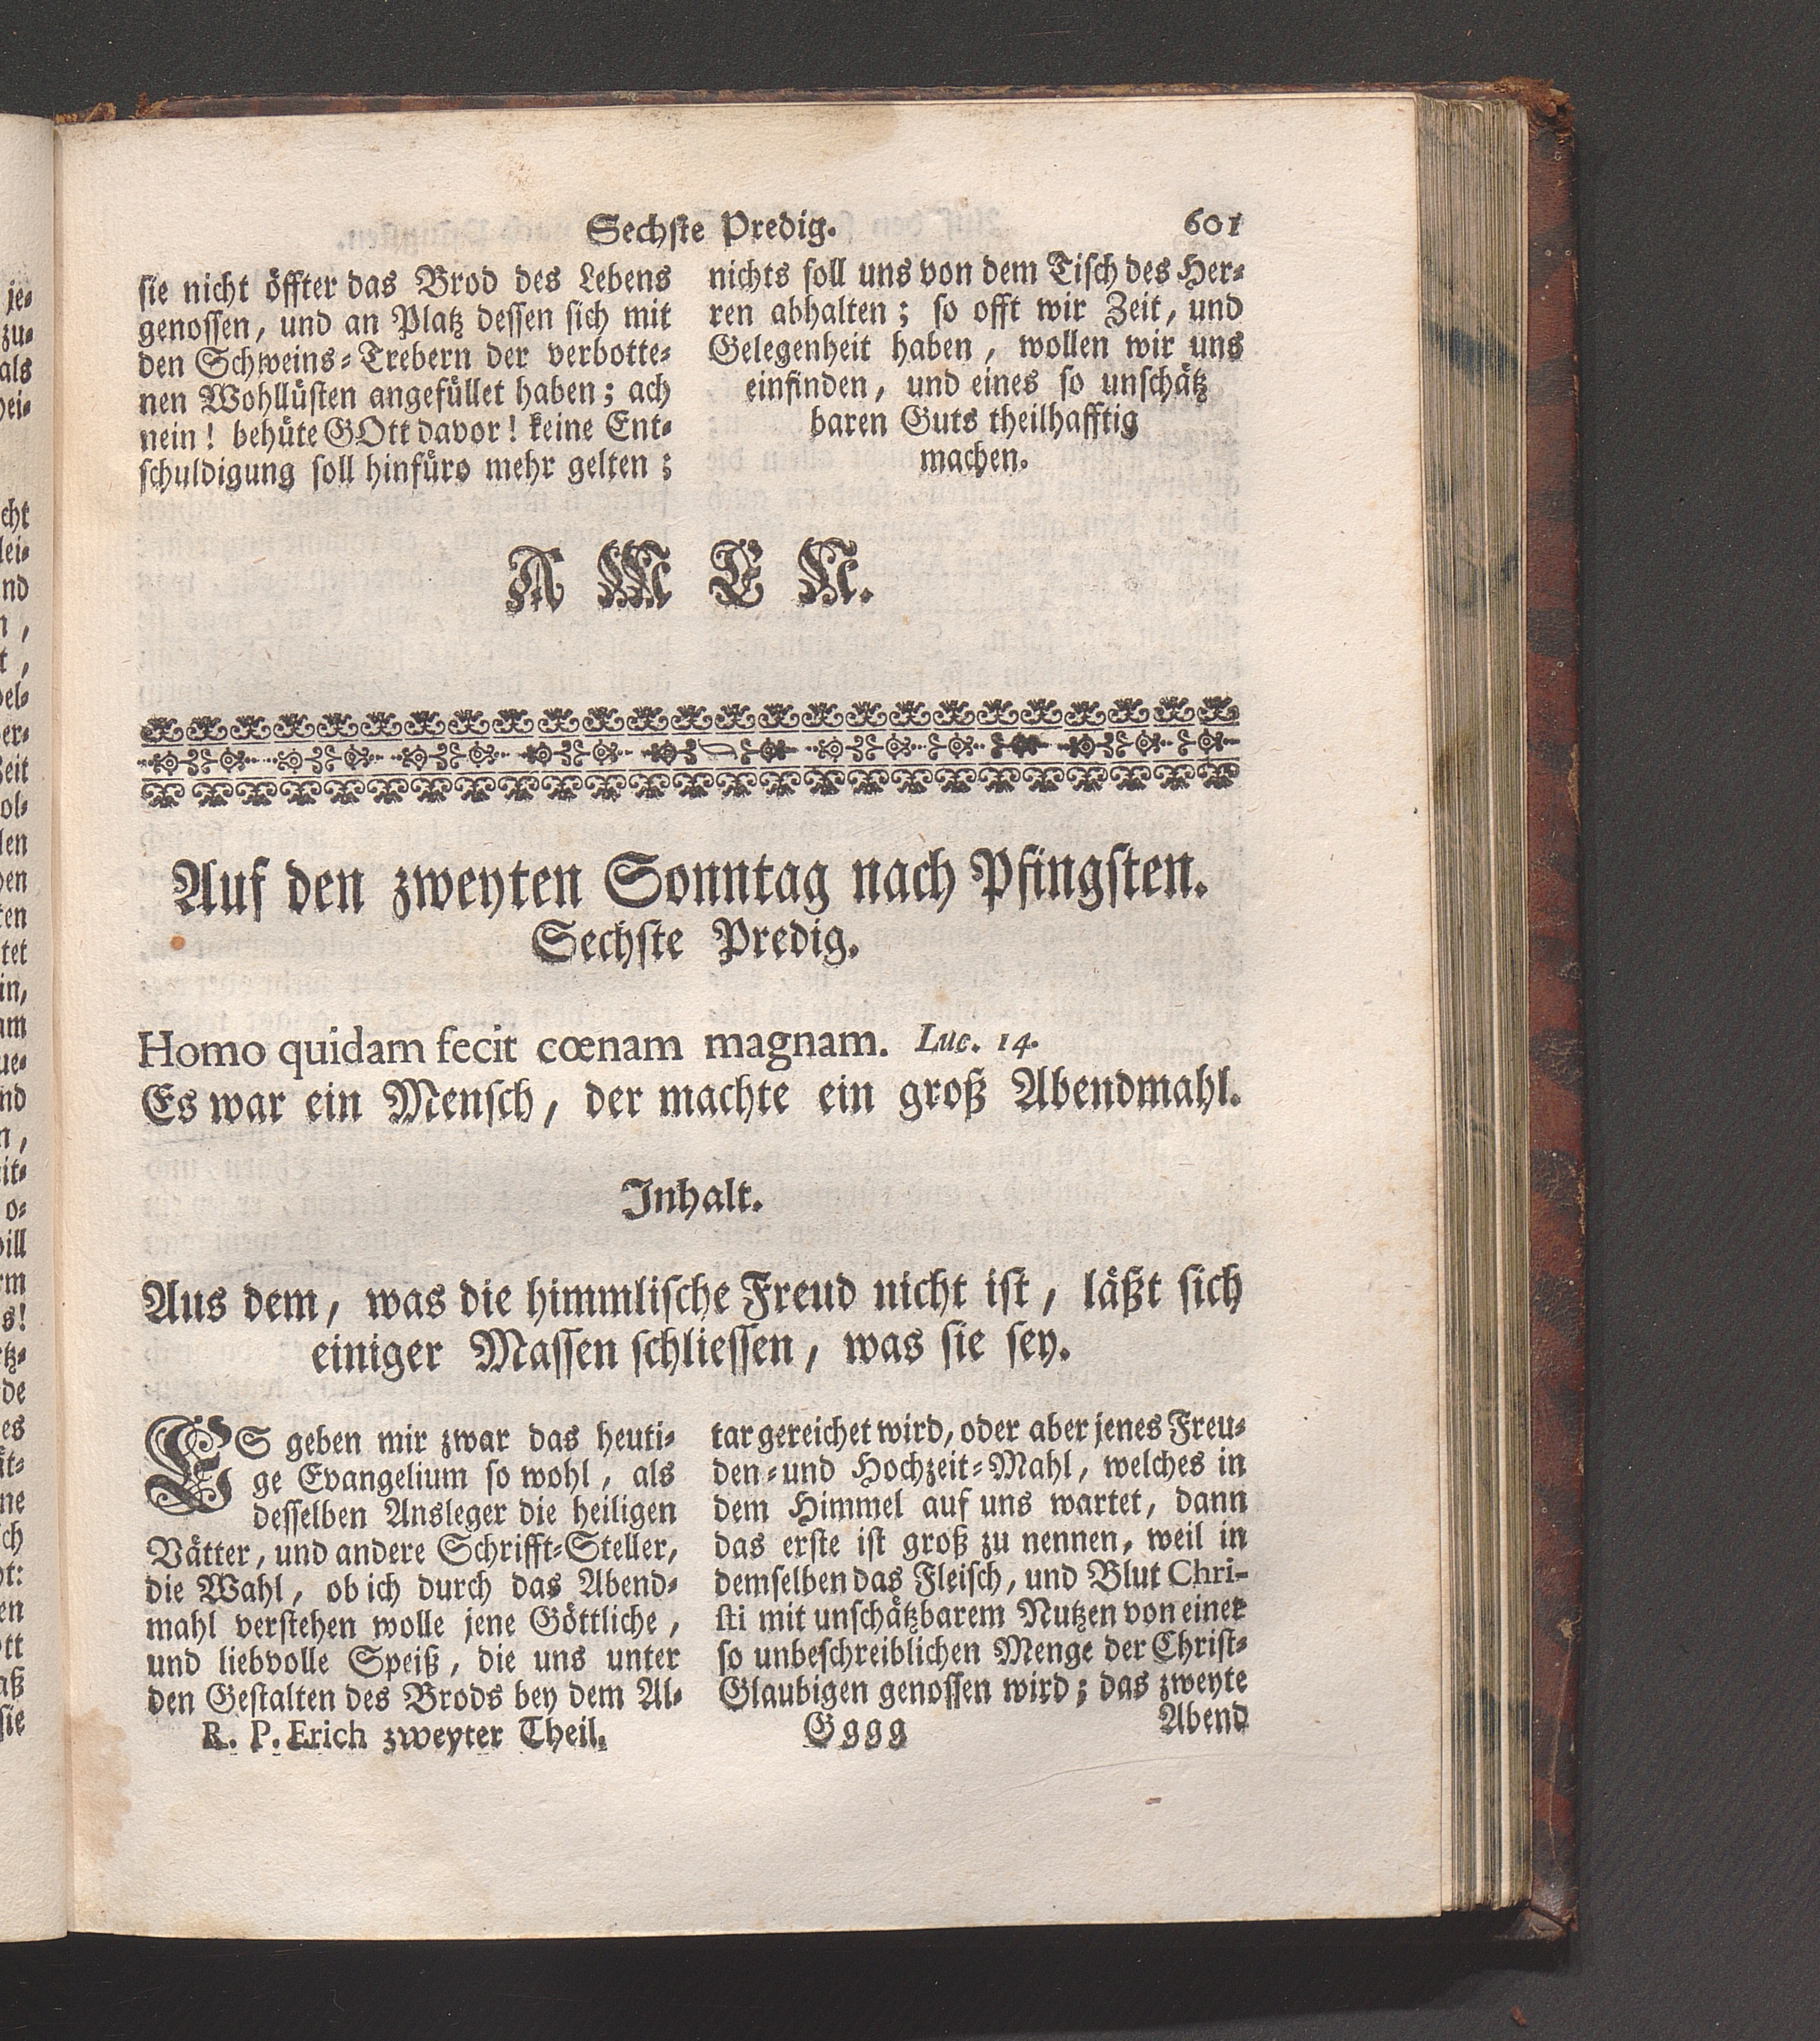 Sechste Predig. 601
sie nicht öffter das Brod des Lebens
genossen, und an Platz dessen sich mit
den Schweins=Trebern der verbotte=
nen Wohllüsten angefüllet haben; ach
nein! behüte GOtt davor! keine Ent=
schuldigung soll hinfüro mehr gelten;
nichts soll uns von dem Tisch des Her=
ren abhalten; so offt wir Zeit, und
Gelegenheit haben, wollen wir uns
einfinden, und eines so unschätz
baren Guts theilhafftig
machen.
A M E N.
Auf den zweyten Sonntag nach Pfingsten.
Sechste Predig.
Homo quidam fecit cœnam magnam. Luc. 14.
Es war ein Mensch, der machte ein groß Abendmahl.
Inhalt.
Aus dem, was die himmlische Freud nicht ist, läßt sich
einiger Massen schliessen, was sie sey.
ES geben mir zwar das heuti=
ge Evangelium so wohl, als
desselben Ansleger die heiligen
Vätter, und andere Schrifft=Steller,
die Wahl, ob ich durch das Abend=
mahl verstehen wolle jene Göttliche,
und liebvolle Speiß, die uns unter
den Gestalten des Brods bey dem Al=
R. P. Erich zweyter Theil.
tar gereichet wird, oder aber jenes Freu=
den=und Hochzeit=Mahl, welches in
dem Himmel auf uns wartet, dann
das erste ist groß zu nennen, weil in
demselben das Fleisch, und Blut Chri-
sti mit unschätzbarem Nutzen von einer
so unbeschreiblichen Menge der Christ=
Glaubigen genossen wird; das zweyte
Gggg Abend